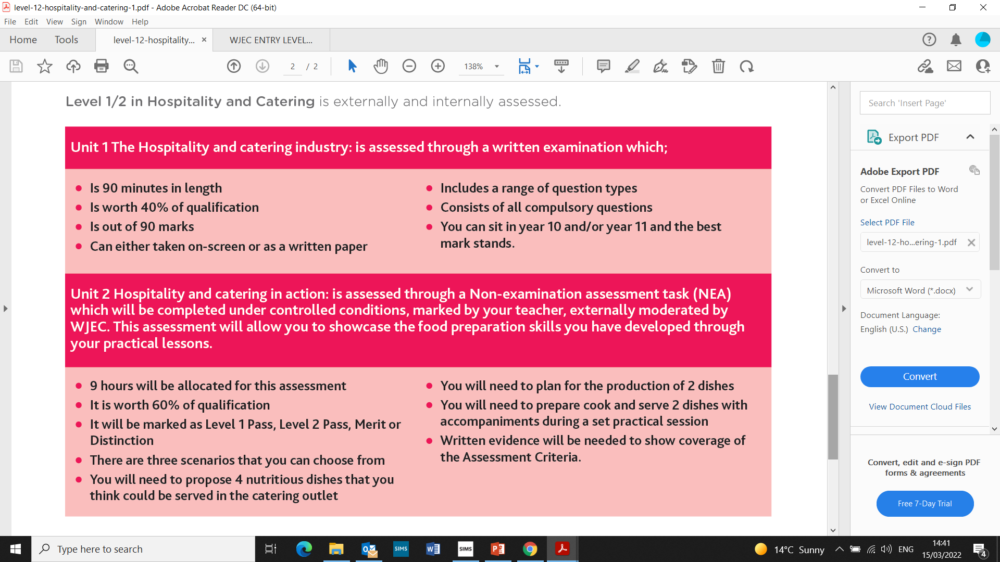 level-12-hospitality-and-catering-1.pdf - Adobe Acrobat Reader DC (64-bit)
File Edit View Sign Window Help
Home Tools level-12-hospitality... × WJEC ENTRY LEVEL...
2 / 2 138%
Level 1/2 in Hospitality and Catering is externally and internally assessed.
Unit 1 The Hospitality and catering industry: is assessed through a written examination which;
• Is 90 minutes in length
• Is worth 40% of qualification
• Is out of 90 marks
• Can either taken on-screen or as a written paper
• Includes a range of question types
• Consists of all compulsory questions
• You can sit in year 10 and/or year 11 and the best
mark stands.
Unit 2 Hospitality and catering in action: is assessed through a Non-examination assessment task (NEA)
which will be completed under controlled conditions, marked by your teacher, externally moderated by
WJEC. This assessment will allow you to showcase the food preparation skills you have developed through
your practical lessons.
• 9 hours will be allocated for this assessment
• It is worth 60% of qualification
• It will be marked as Level 1 Pass, Level 2 Pass, Merit or
Distinction
• There are three scenarios that you can choose from
• You will need to propose 4 nutritious dishes that you
think could be served in the catering outlet
• You will need to plan for the production of 2 dishes
• You will need to prepare cook and serve 2 dishes with
accompaniments during a set practical session
• Written evidence will be needed to show coverage of
the Assessment Criteria.
Search 'Insert Page'
Export PDF
Adobe Export PDF
Convert PDF Files to Word
or Excel Online
Select PDF File
level-12-ho...ering-1.pdf
Convert to
Microsoft Word (*.docx)
Document Language:
English (U.S.) Change
Convert
View Document Cloud Files
Convert, edit and e-sign PDF
forms & agreements
Free 7-Day Trial
Type here to search
SIMS
SIMS
14°C Sunny
ENG
14:41
15/03/2022
4